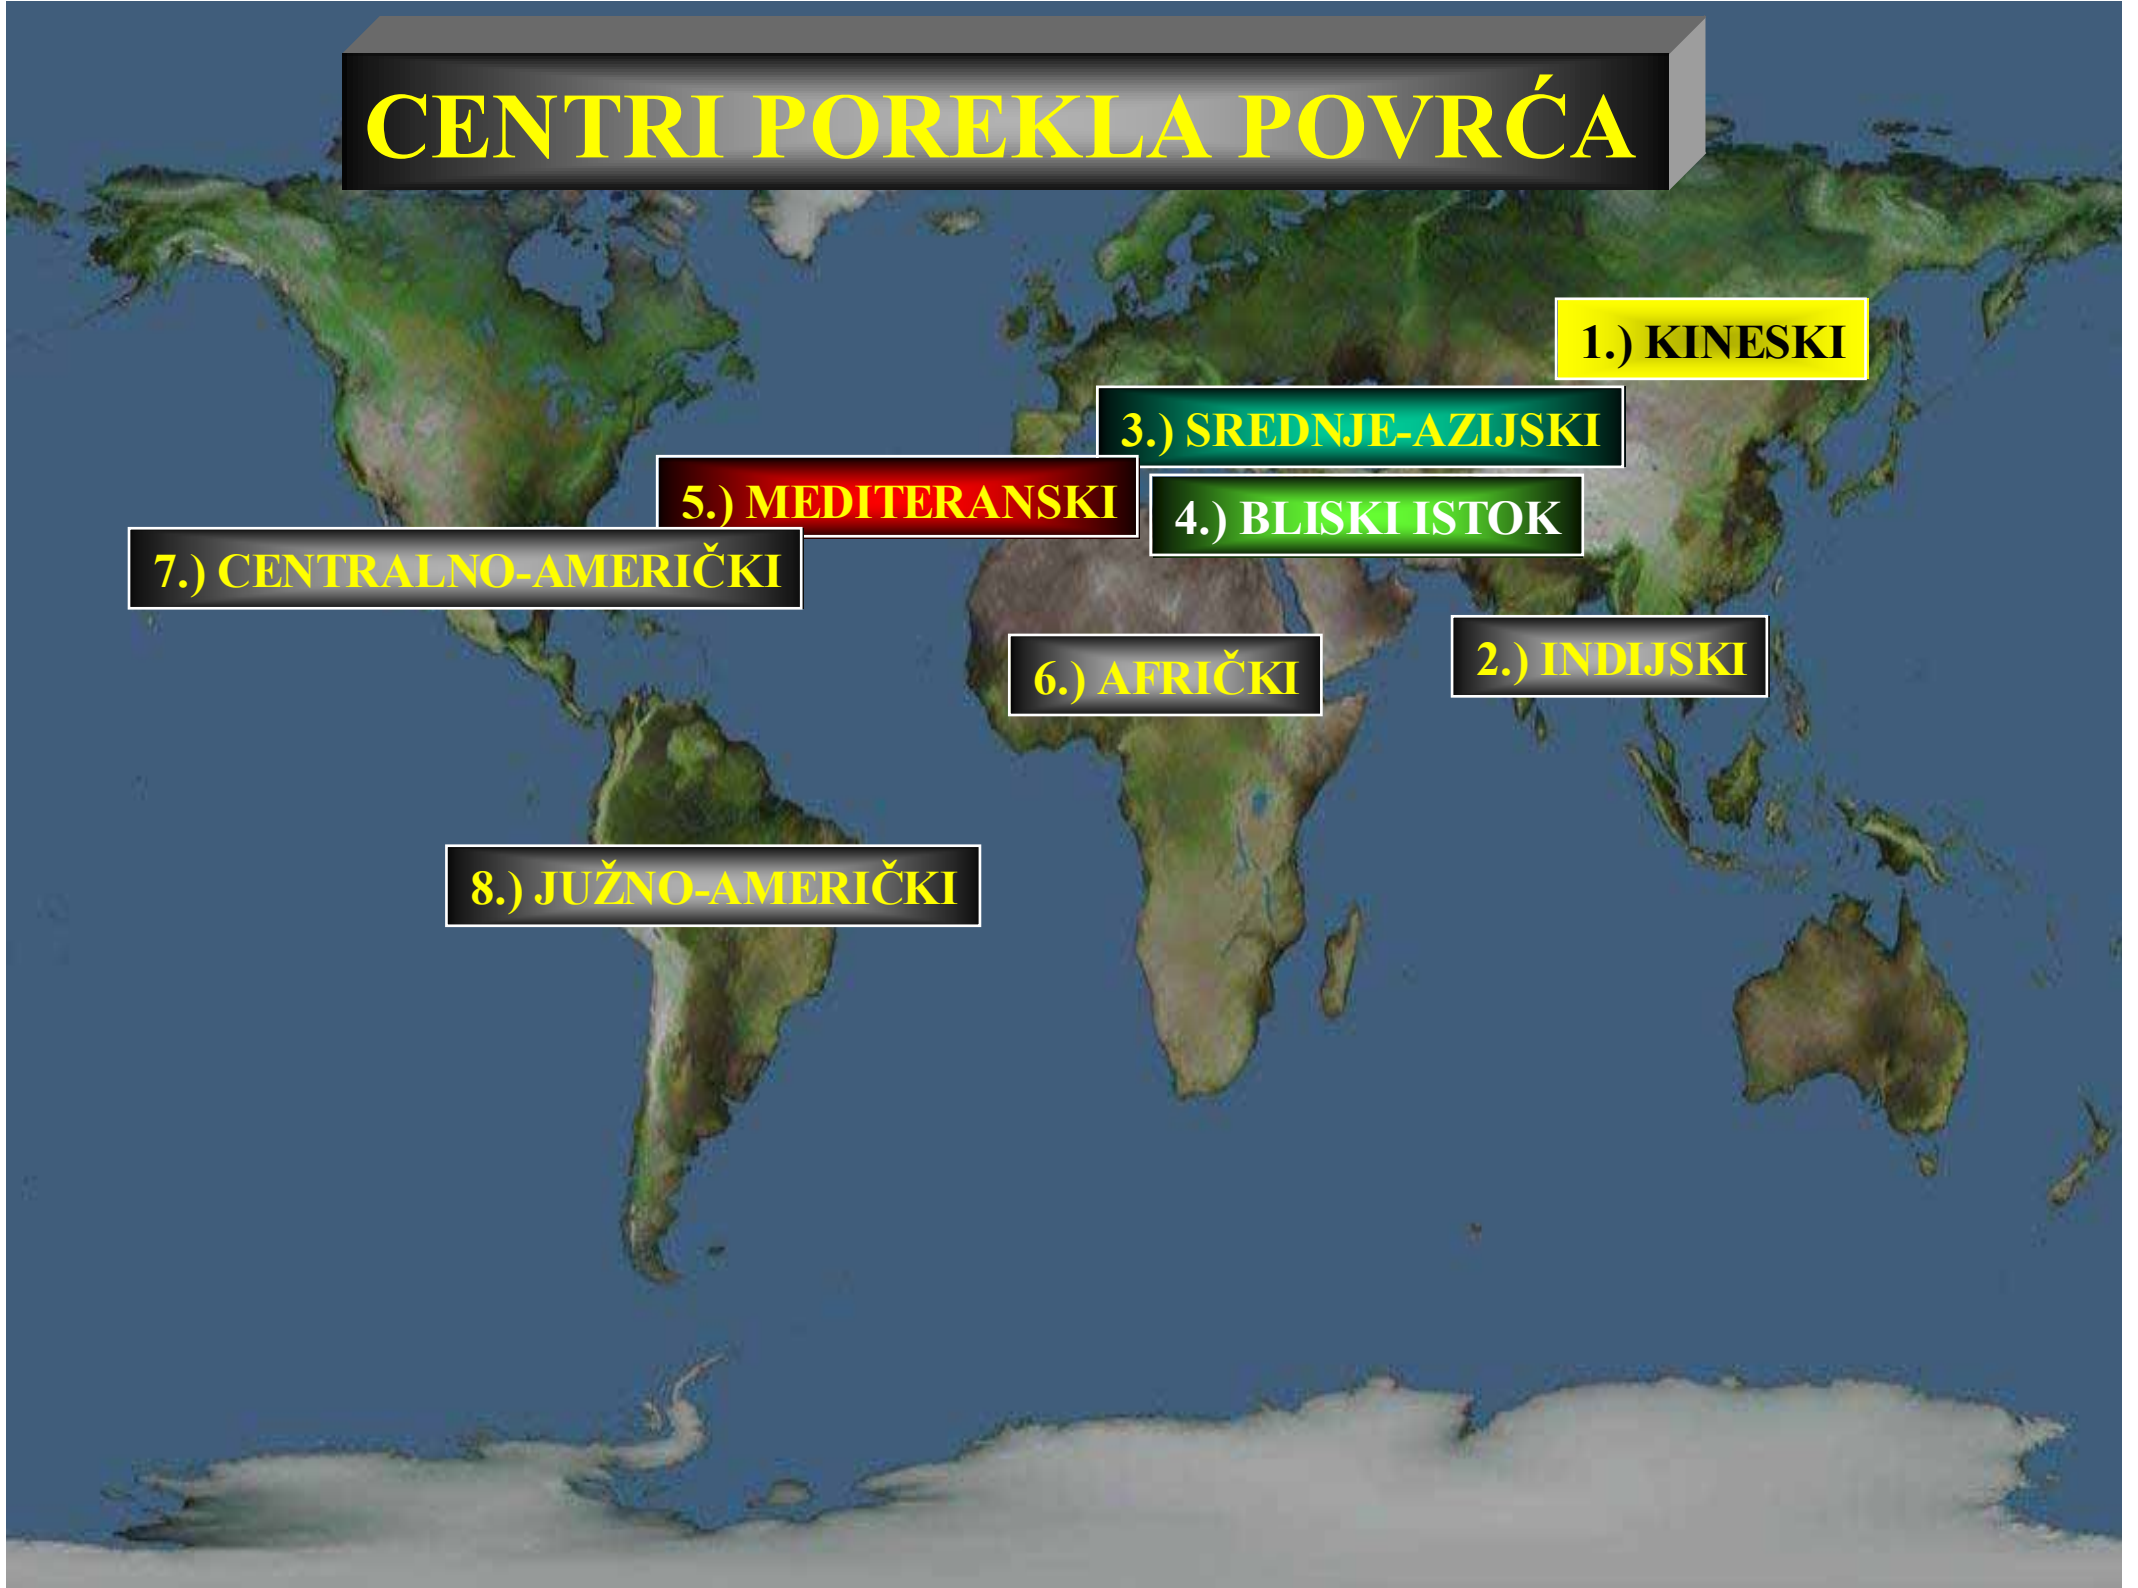 CENTRI POREKLA POVRĆA
1.) KINESKI
3.) SREDNJE-AZIJSKI
5.) MEDITERANSKI
4.) BLISKI ISTOK
7.) CENTRALNO-AMERIČKI
2.) INDIJSKI
6.) AFRIČKI
8.) JUŽNO-AMERIČKI